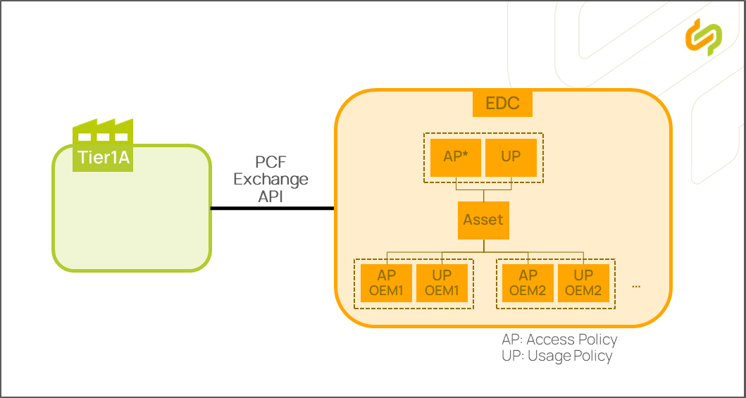 EDC
AP*
UP
Tier1A
PCF
Exchange
API
Asset
AP
OEM1
UP
OEM1
AP
OEM2
UP
OEM2
...
AP: Access Policy
UP: Usage Policy